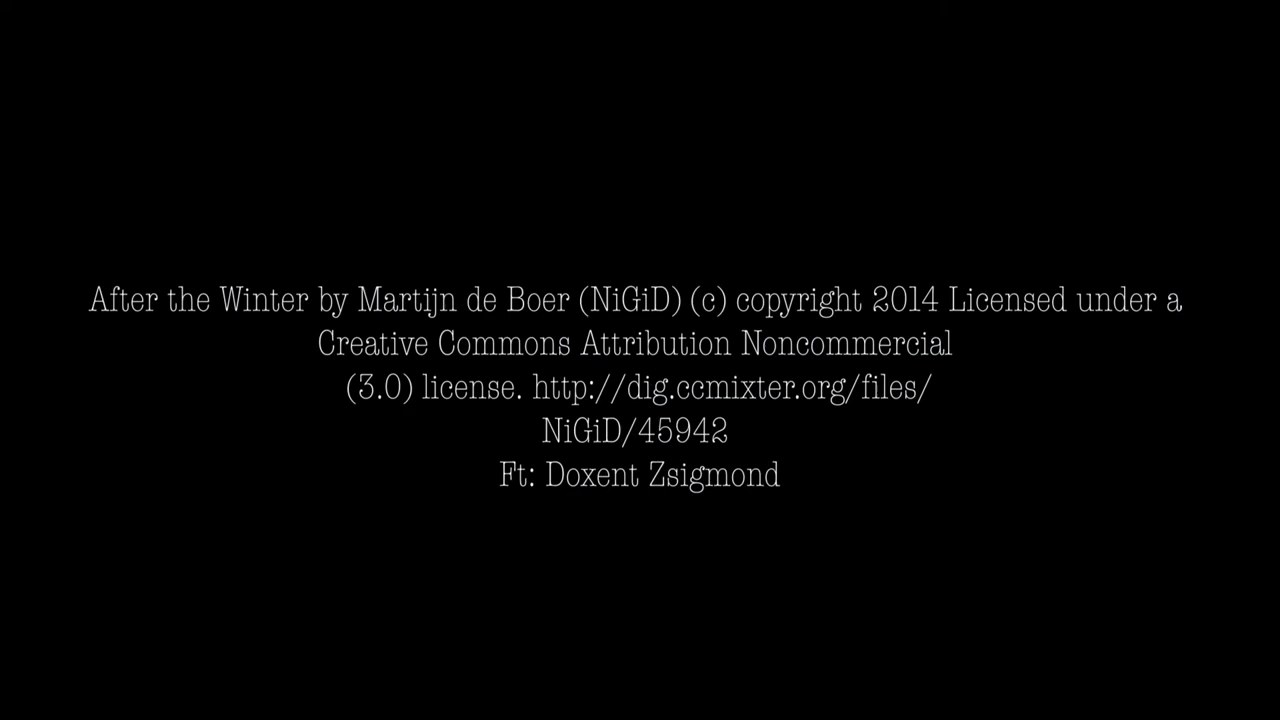 After the Winter by Martijn de Boer (NiGiD) (c) copyright 2014 Licensed under a
Creative Commons Attribution Noncommercial
(3.0) license. http://dig.ccmixter.org/files/
NiGiD/45942
Ft: Doxent Zsigmond